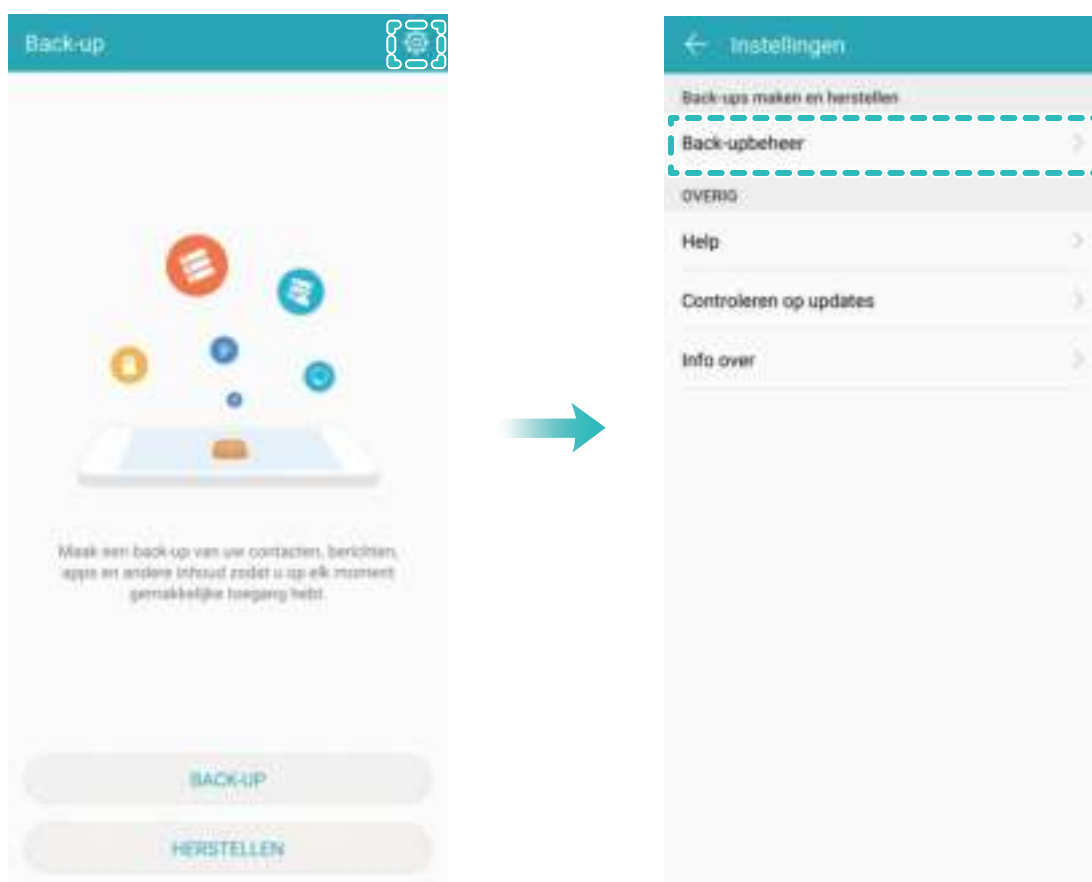 Back-up
Maak een back-up van uw contacten, berichten,
apps en andere inhoud zodat u op elk moment
gemakkelijke toegang hebt.
BACK-UP
HERSTELLEN
Instellingen
Back-ups maken en herstellen
Back-upbeheer
OVERIG
Help
Controleren op updates
Info over